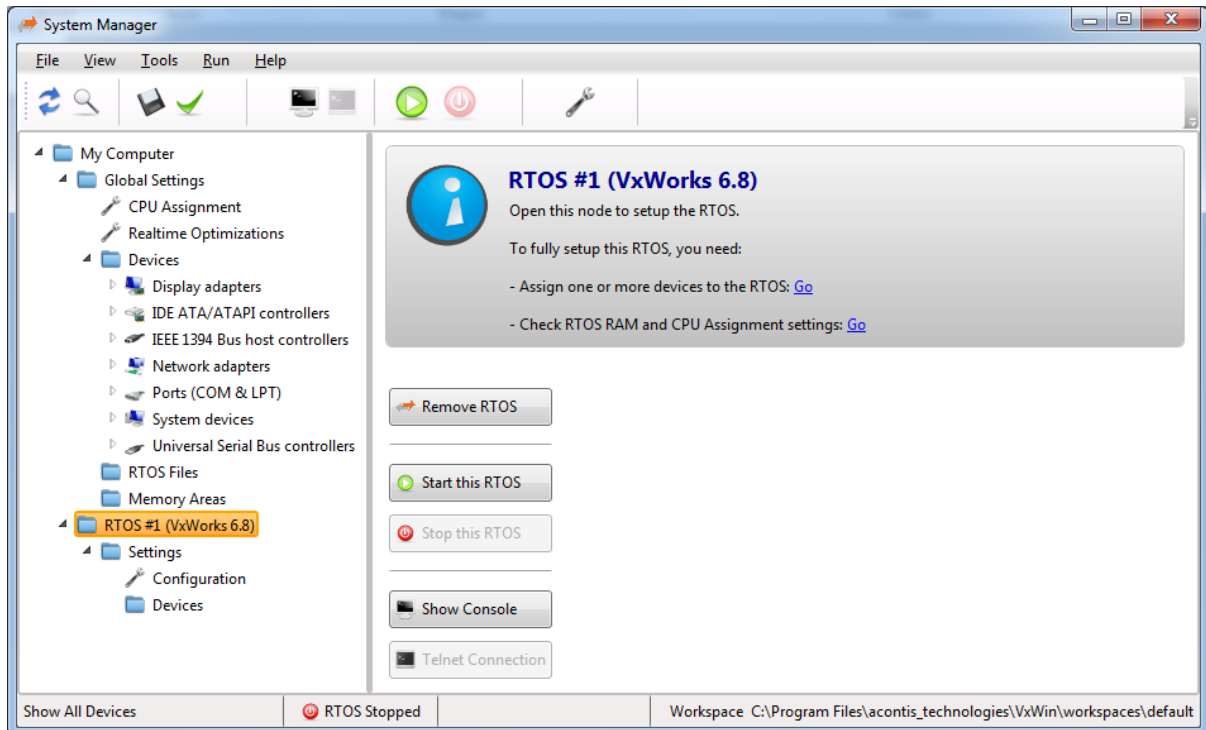 System Manager
File View Tools Run Help
My Computer
Global Settings
CPU Assignment
Realtime Optimizations
Devices
Display adapters
IDE ATA/ATAPI controllers
IEEE 1394 Bus host controllers
Network adapters
Ports (COM & LPT)
System devices
Universal Serial Bus controllers
RTOS Files
Memory Areas
RTOS #1 (VxWorks 6.8)
Settings
Configuration
Devices
RTOS #1 (VxWorks 6.8)
Open this node to setup the RTOS.
To fully setup this RTOS, you need:
- Assign one or more devices to the RTOS: Go
- Check RTOS RAM and CPU Assignment settings: Go
Remove RTOS
Start this RTOS
Stop this RTOS
Show Console
Telnet Connection
Show All Devices RTOS Stopped Workspace C:\Program Files\acontis_technologies\VxWin\workspaces\default